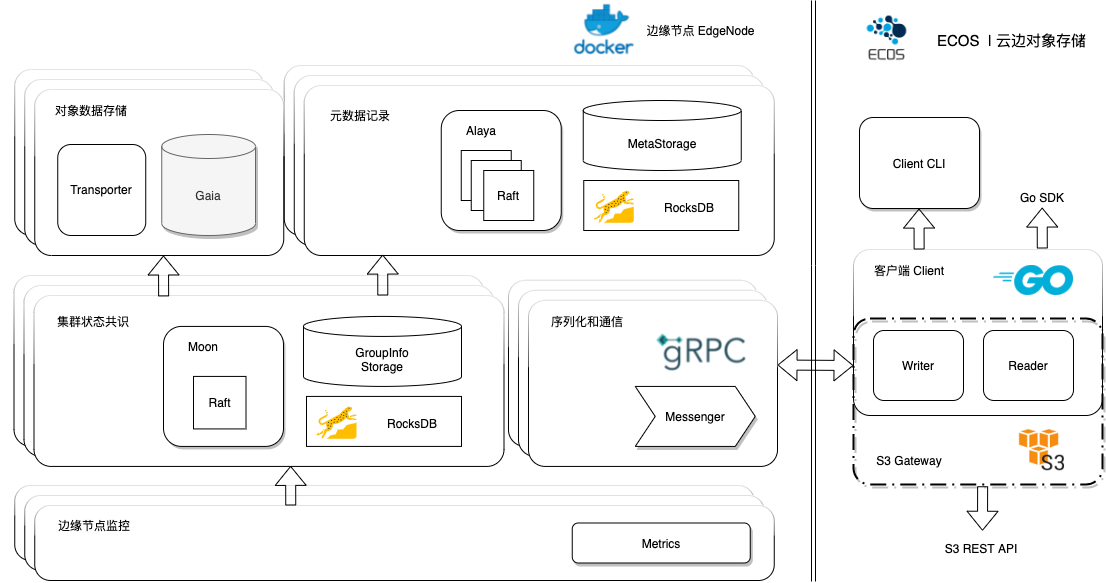 docker
边缘节点 EdgeNode
ECOS
ECOS | 云边对象存储
对象数据存储
Transporter
Gaia
元数据记录
Alaya
Raft
MetaStorage
RocksDB
Client CLI
Go SDK
集群状态共识
Moon
Raft
GroupInfo
Storage
RocksDB
序列化和通信
gRPC
Messenger
客户端 Client
GO
Writer
Reader
S3 Gateway
S3
边缘节点监控
Metrics
S3 REST API